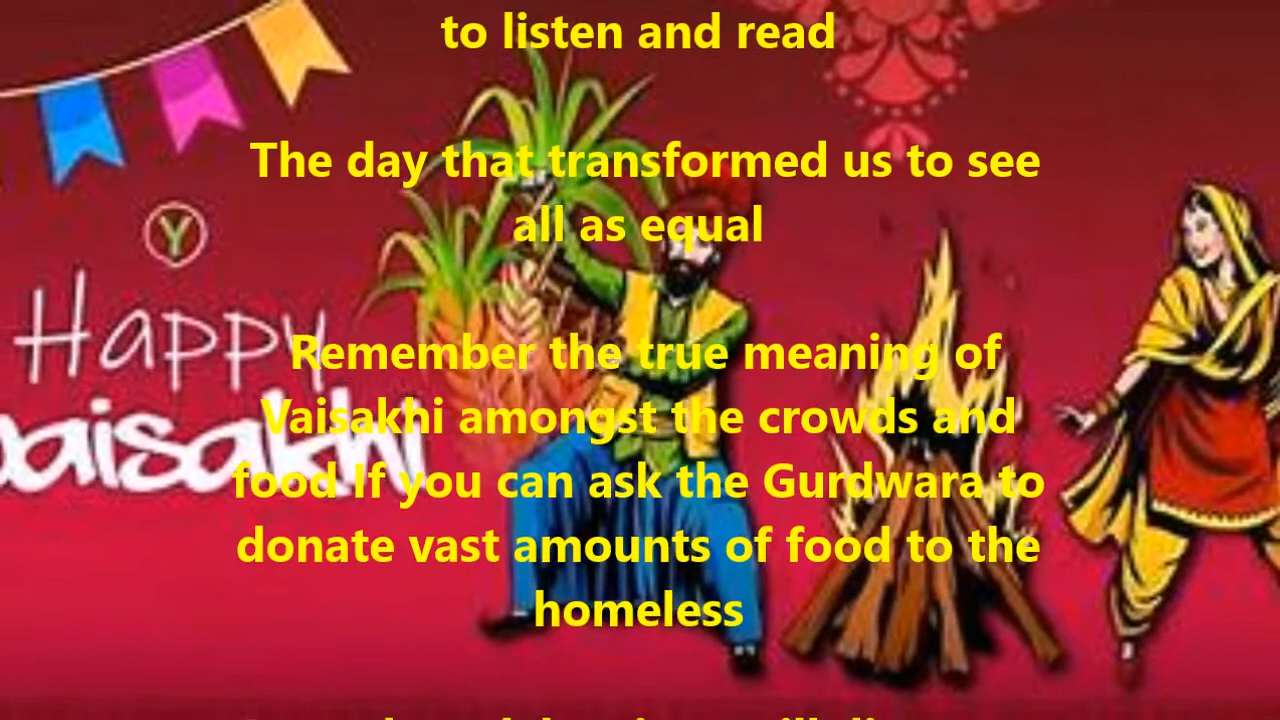 to listen and read
The day that transformed us to see
all as equal
Y
Happy
Remember the true meaning of
Vaisakhi amongst the crowds and
food If you can ask the Gurdwara to
donate vast amounts of food to the
homeless